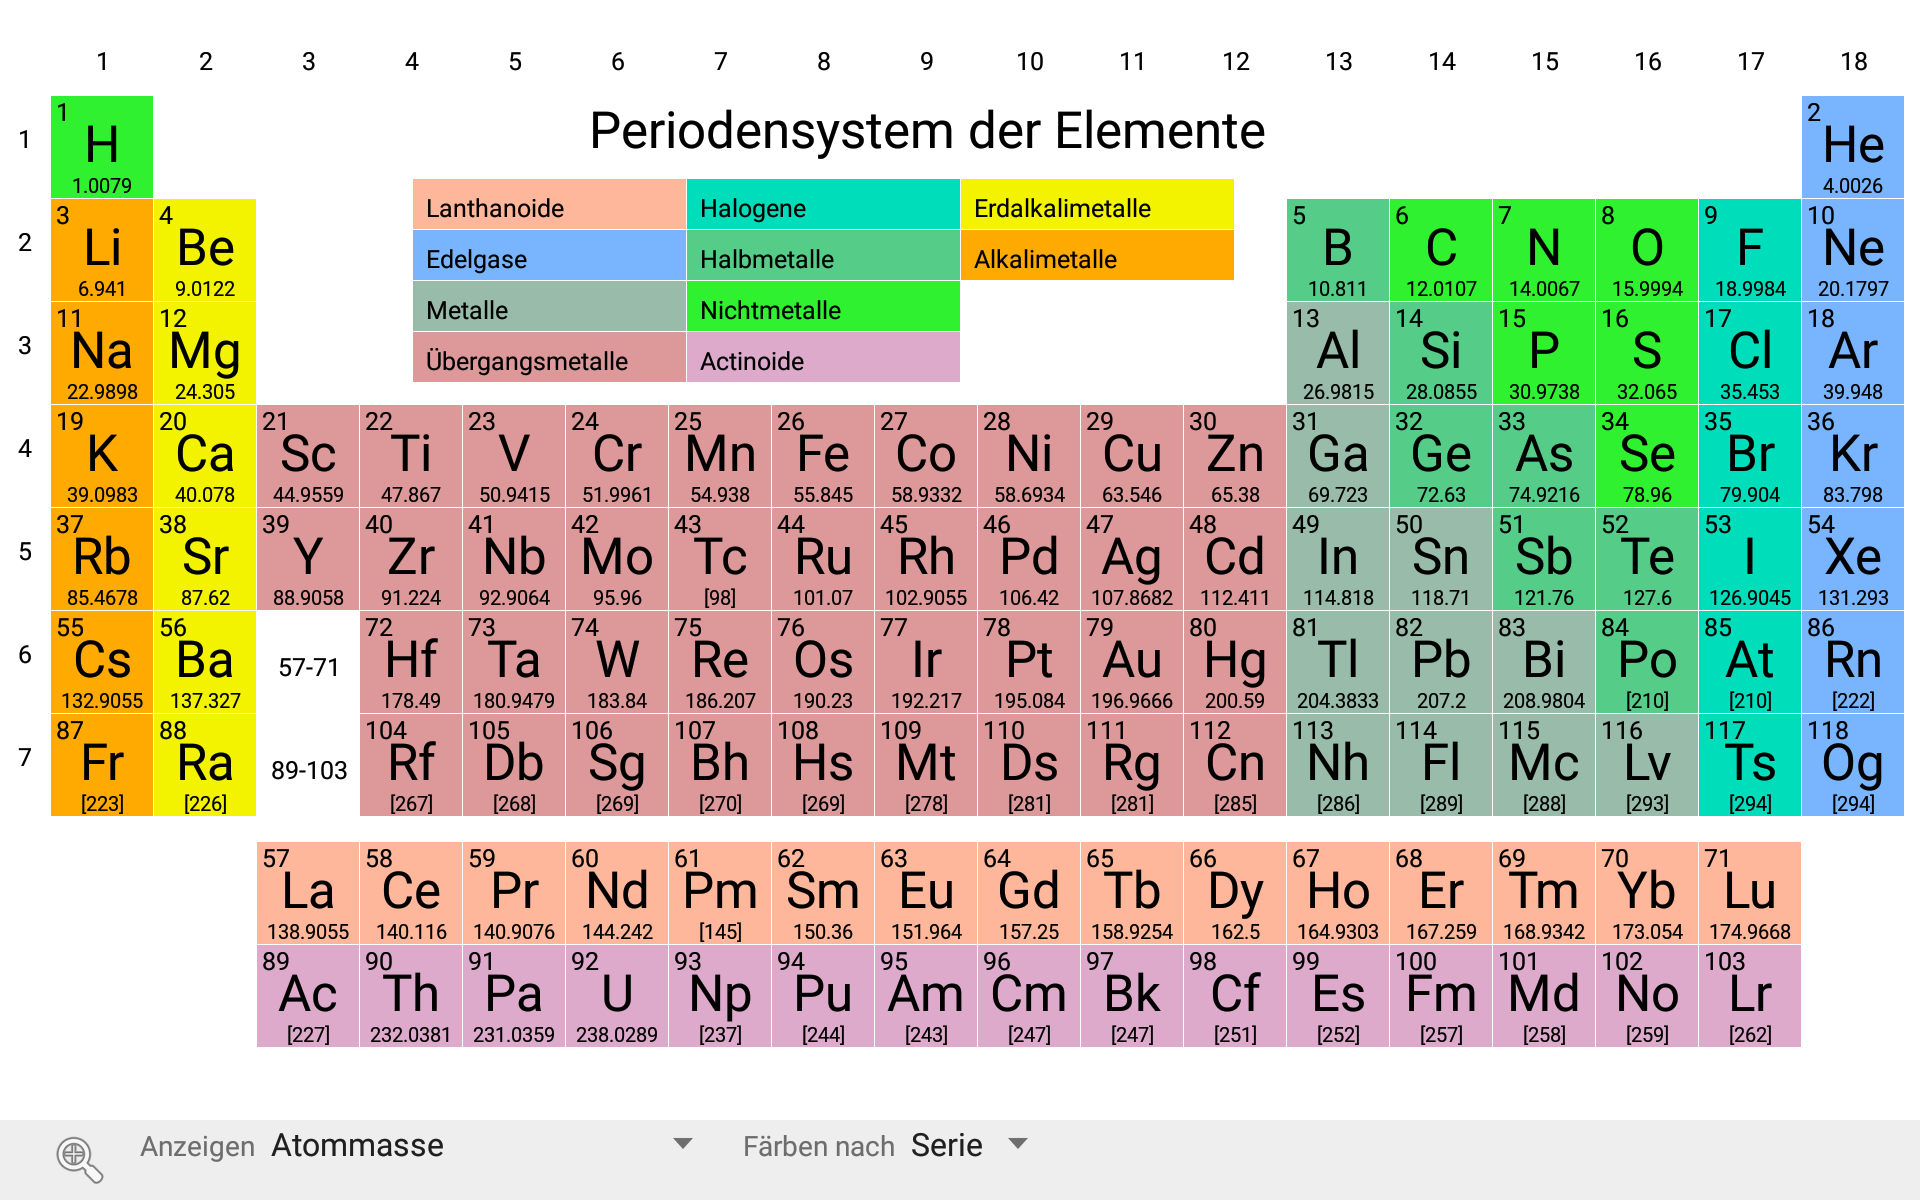 1 2 3 4 5 6 7 8 9 10 11 12 13 14 15 16 17 18
Periodensystem der Elemente
Lanthanoide Halogene Erdalkalimetalle
Edelgase Halbmetalle Alkalimetalle
Metalle Nichtmetalle
Übergangsmetalle Actinoide
1 2
1 H He
1.0079 4.0026
3 4 5 6 7 8 9 10
2 Li Be B C N O F Ne
6.941 9.0122 10.811 12.0107 14.0067 15.9994 18.9984 20.1797
11 12 13 14 15 16 17 18
3 Na Mg Al Si P S Cl Ar
22.9898 24.305 26.9815 28.0855 30.9738 32.065 35.453 39.948
19 20 21 22 23 24 25 26 27 28 29 30 31 32 33 34 35 36
4 K Ca Sc Ti V Cr Mn Fe Co Ni Cu Zn Ga Ge As Se Br Kr
39.0983 40.078 44.9559 47.867 50.9415 51.9961 54.938 55.845 58.9332 58.6934 63.546 65.38 69.723 72.63 74.9216 78.96 79.904 83.798
37 38 39 40 41 42 43 44 45 46 47 48 49 50 51 52 53 54
5 Rb Sr Y Zr Nb Mo Tc Ru Rh Pd Ag Cd In Sn Sb Te I Xe
85.4678 87.62 88.9058 91.224 92.9064 95.96 [98] 101.07 102.9055 106.42 107.8682 112.411 114.818 118.71 121.76 127.6 126.9045 131.293
55 56 72 73 74 75 76 77 78 79 80 81 82 83 84 85 86
6 Cs Ba 57-71 Hf Ta W Re Os Ir Pt Au Hg Tl Pb Bi Po At Rn
132.9055 137.327 178.49 180.9479 183.84 186.207 190.23 192.217 195.084 196.9666 200.59 204.3833 207.2 208.9804 [210] [210] [222]
87 88 104 105 106 107 108 109 110 111 112 113 114 115 116 117 118
7 Fr Ra 89-103 Rf Db Sg Bh Hs Mt Ds Rg Cn Nh Fl Mc Lv Ts Og
[223] [226] [267] [268] [269] [270] [269] [278] [281] [281] [285] [286] [289] [288] [293] [294] [294]
57 58 59 60 61 62 63 64 65 66 67 68 69 70 71
La Ce Pr Nd Pm Sm Eu Gd Tb Dy Ho Er Tm Yb Lu
138.9055 140.116 140.9076 144.242 [145] 150.36 151.964 157.25 158.9254 162.5 164.9303 167.259 168.9342 173.054 174.9668
89 90 91 92 93 94 95 96 97 98 99 100 101 102 103
Ac Th Pa U Np Pu Am Cm Bk Cf Es Fm Md No Lr
[227] 232.0381 231.0359 238.0289 [237] [244] [243] [247] [247] [251] [252] [257] [258] [259] [262]
Anzeigen Atommasse Färben nach Serie